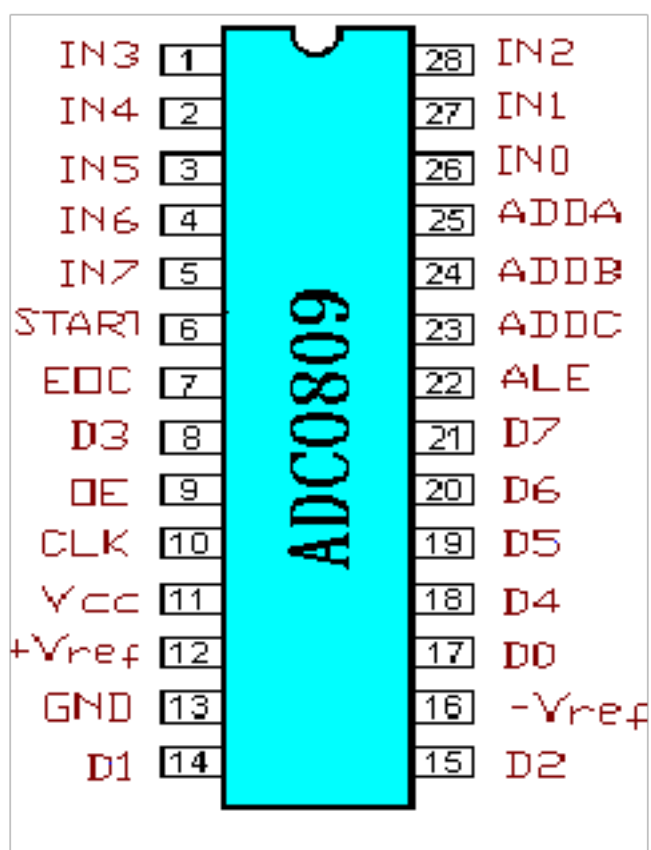 IN3 1 28 IN2
IN4 2 27 IN1
IN5 3 26 IN0
IN6 4 25 ADDA
IN7 5 24 ADDB
START 6 23 ADDC
EOC 7 22 ALE
D3 8 21 D7
OE 9 20 D6
CLK 10 19 D5
Vcc 11 18 D4
+Vref 12 17 D0
GND 13 16 -Vref
D1 14 15 D2
ADC0809